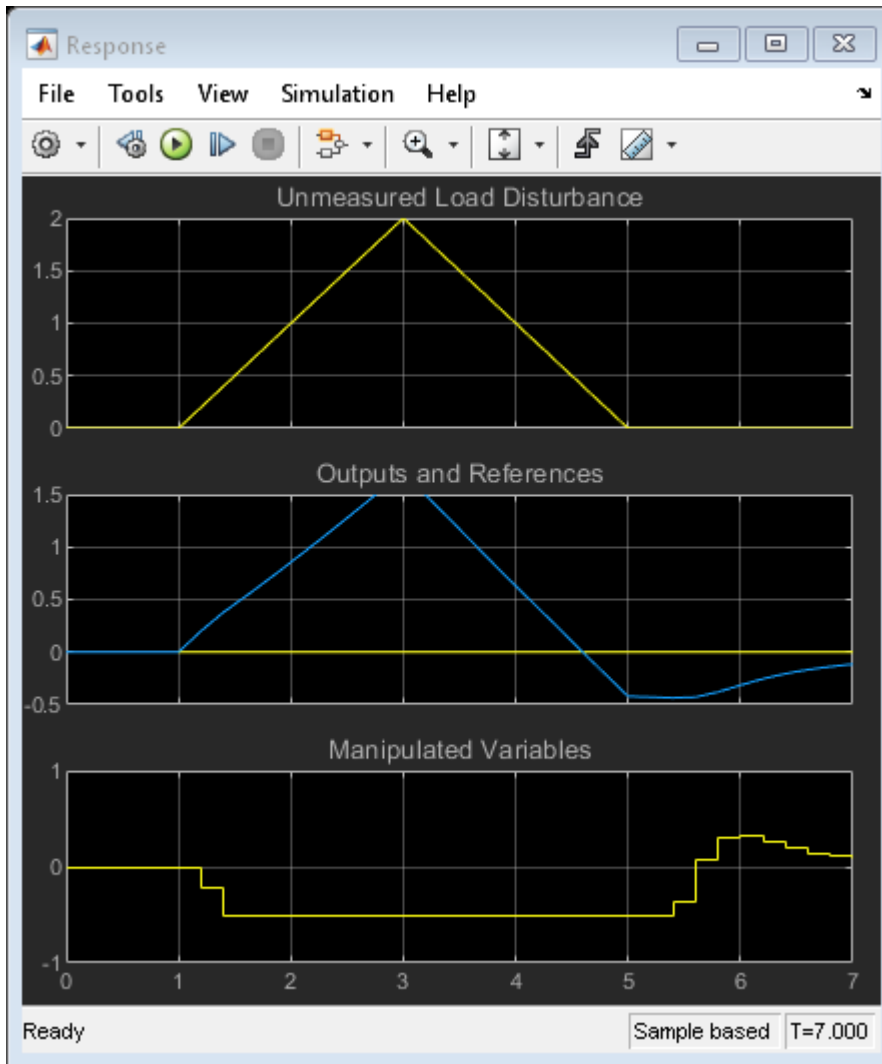 Response
File Tools View Simulation Help
Unmeasured Load Disturbance
2
1.5
1
0.5
0
Outputs and References
1.5
1
0.5
0
-0.5
Manipulated Variables
1
0
-1
0 1 2 3 4 5 6 7
Ready Sample based T=7.000